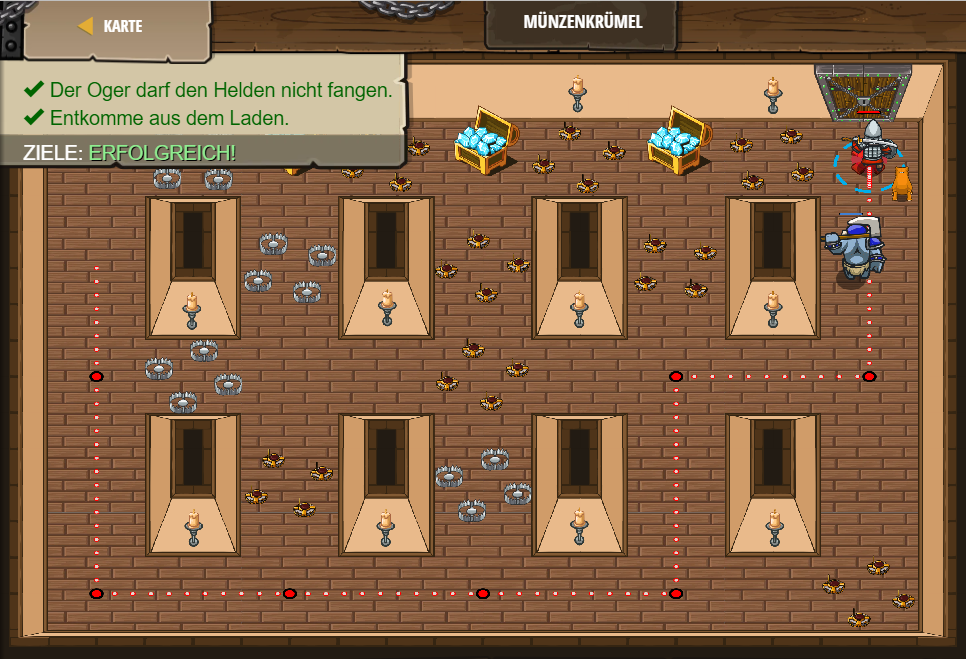 KARTE
MÜNZENKRÜMEL
Der Oger darf den Helden nicht fangen.
Entkomme aus dem Laden.
ZIELE: ERFOLGREICH!